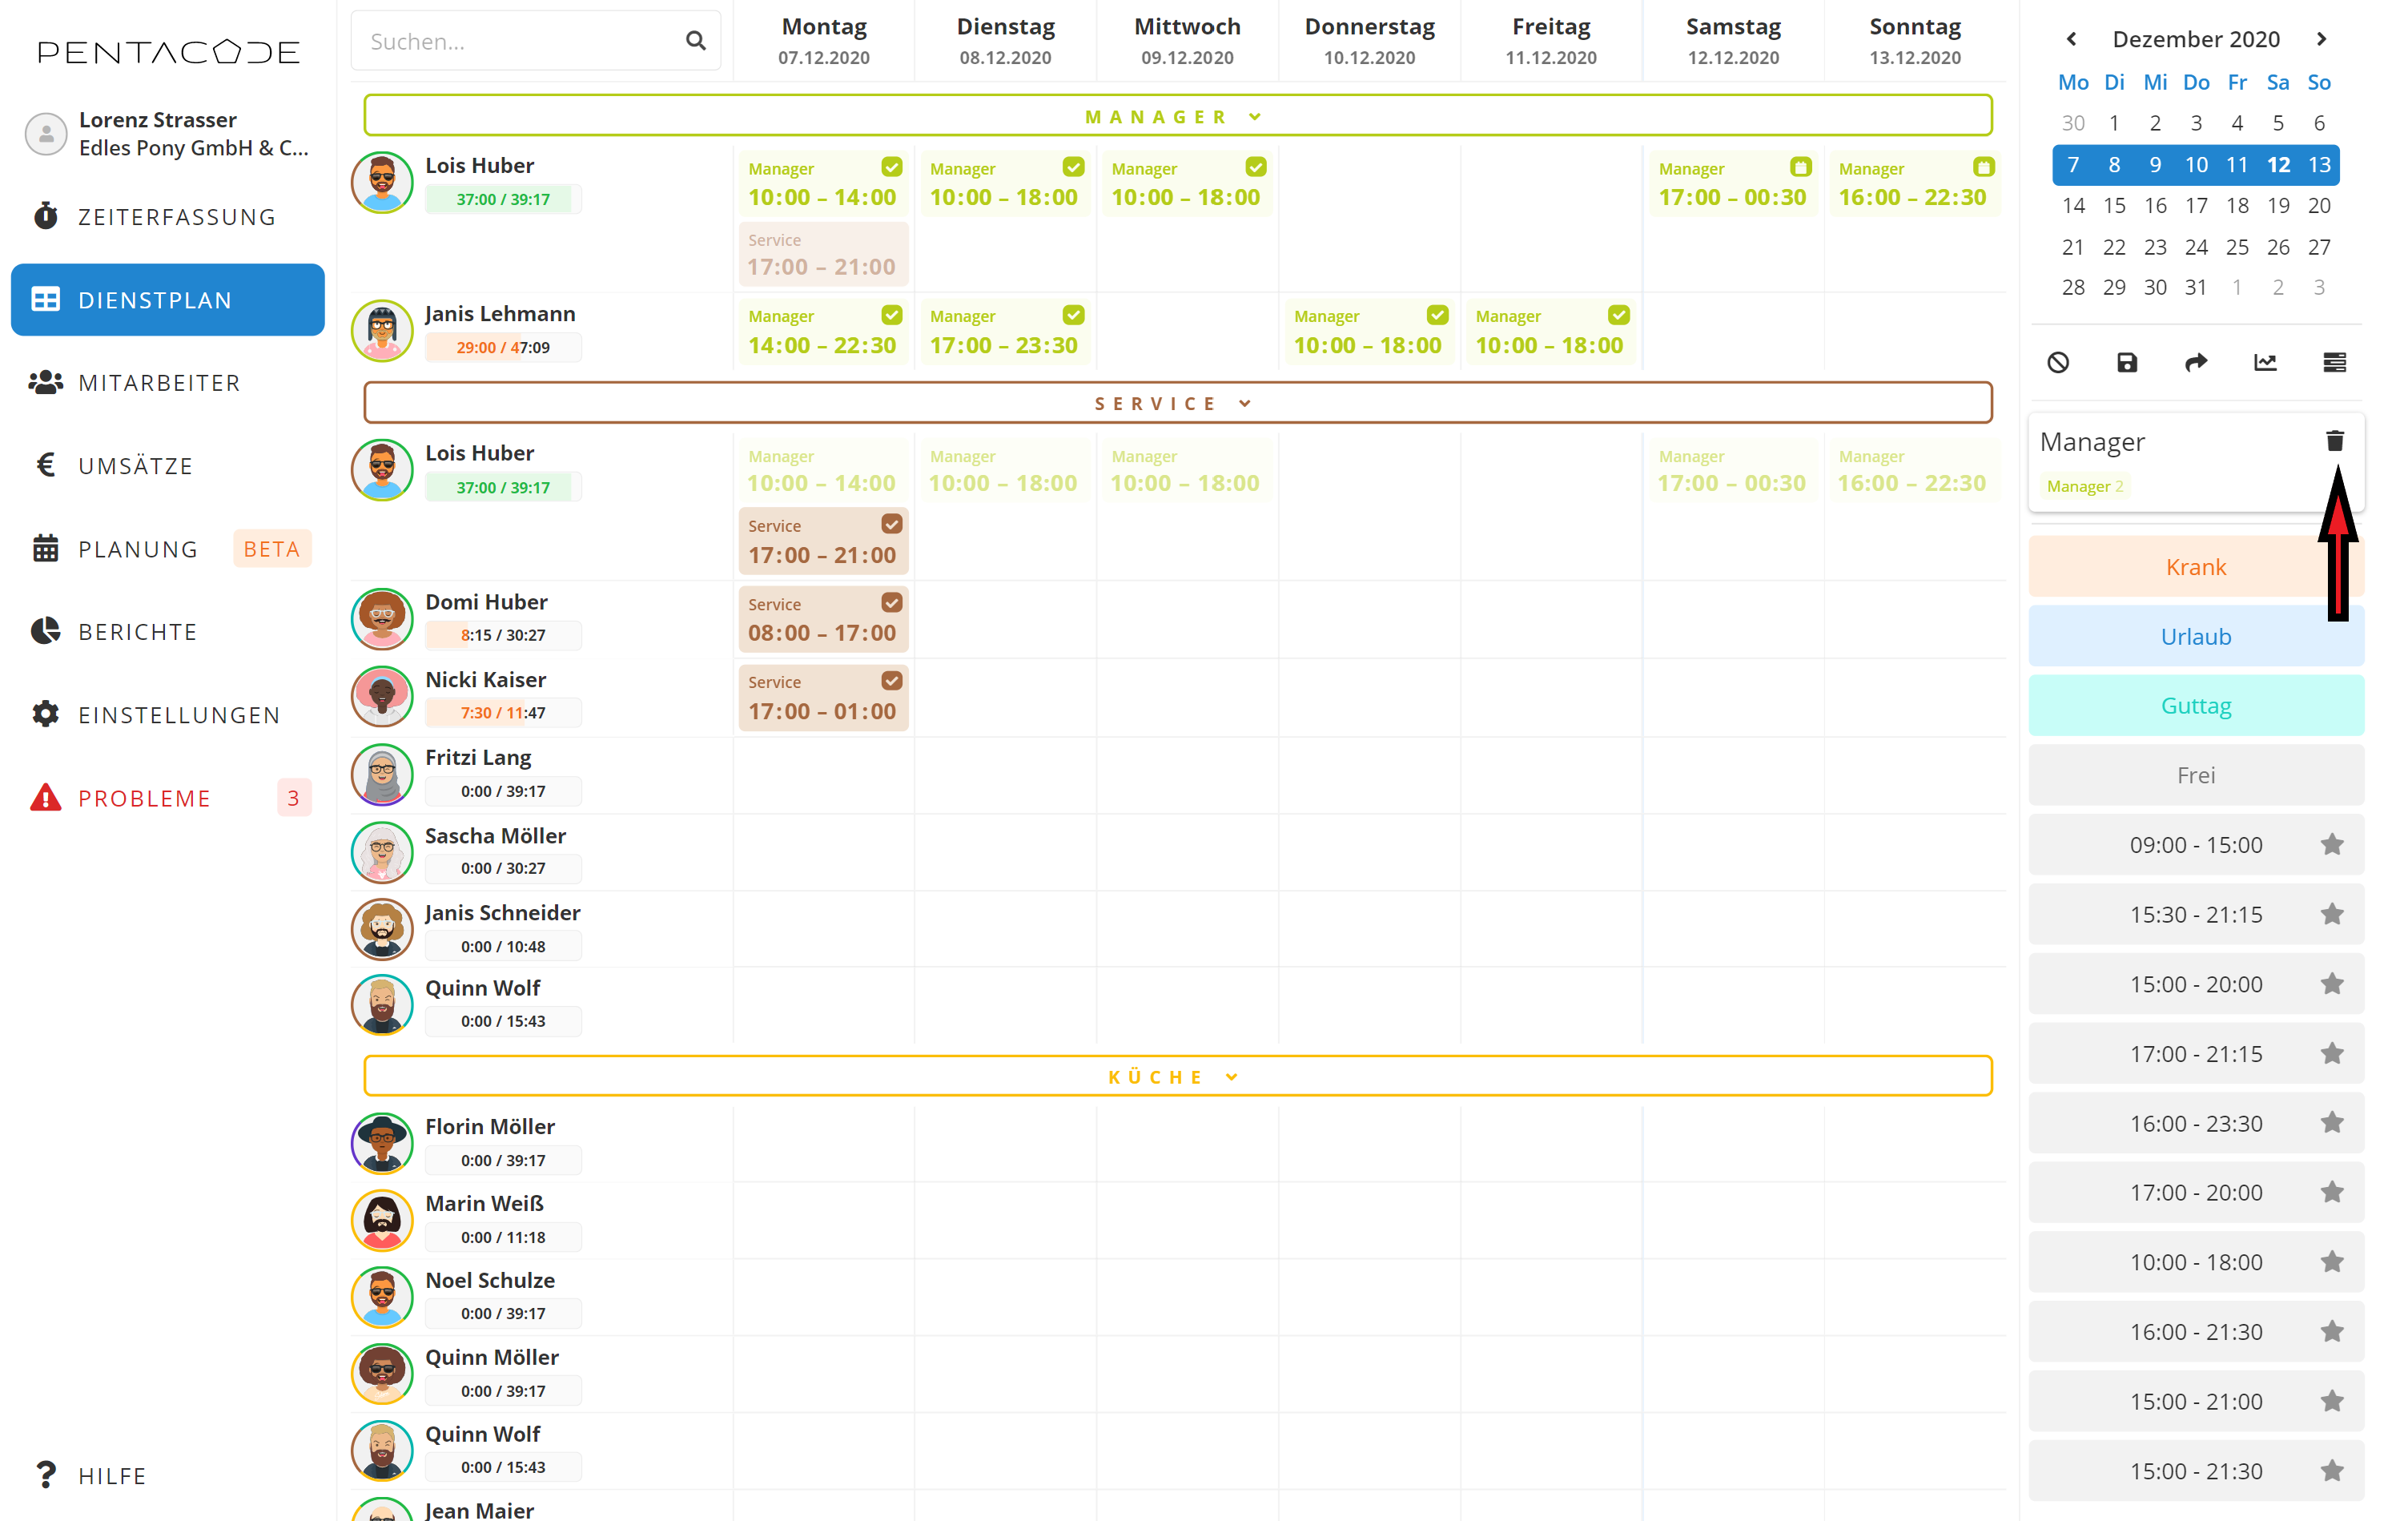 PENTACODE
Lorenz Strasser
Edles Pony GmbH & C...
ZEITERFASSUNG
DIENSTPLAN
MITARBEITER
UMSÄTZE
PLANUNG BETA
BERICHTE
EINSTELLUNGEN
PROBLEME 3
HILFE
Suchen...
Montag Dienstag Mittwoch Donnerstag Freitag Samstag Sonntag
07.12.2020 08.12.2020 09.12.2020 10.12.2020 11.12.2020 12.12.2020 13.12.2020
MANAGER
Lois Huber
37:00 / 39:17
Manager Manager Manager Manager Manager
10:00 – 14:00 10:00 – 18:00 10:00 – 18:00 17:00 – 00:30 16:00 – 22:30
Service
17:00 – 21:00
Janis Lehmann
29:00 / 47:09
Manager Manager Manager Manager
14:00 – 22:30 17:00 – 23:30 10:00 – 18:00 10:00 – 18:00
SERVICE
Lois Huber
37:00 / 39:17
Manager Manager Manager Manager Manager
10:00 – 14:00 10:00 – 18:00 10:00 – 18:00 17:00 – 00:30 16:00 – 22:30
Service
17:00 – 21:00
Domi Huber
8:15 / 30:27
Service
08:00 – 17:00
Nicki Kaiser
7:30 / 11:47
Service
17:00 – 01:00
Fritzi Lang
0:00 / 39:17
Sascha Möller
0:00 / 30:27
Janis Schneider
0:00 / 10:48
Quinn Wolf
0:00 / 15:43
KÜCHE
Florin Möller
0:00 / 39:17
Marin Weiß
0:00 / 11:18
Noel Schulze
0:00 / 39:17
Quinn Möller
0:00 / 39:17
Quinn Wolf
0:00 / 15:43
Jean Maier
Dezember 2020
Mo Di Mi Do Fr Sa So
30 1 2 3 4 5 6
7 8 9 10 11 12 13
14 15 16 17 18 19 20
21 22 23 24 25 26 27
28 29 30 31 1 2 3
Manager
Manager 2
Krank
Urlaub
Guttag
Frei
09:00 - 15:00
15:30 - 21:15
15:00 - 20:00
17:00 - 21:15
16:00 - 23:30
17:00 - 20:00
10:00 - 18:00
16:00 - 21:30
15:00 - 21:00
15:00 - 21:30